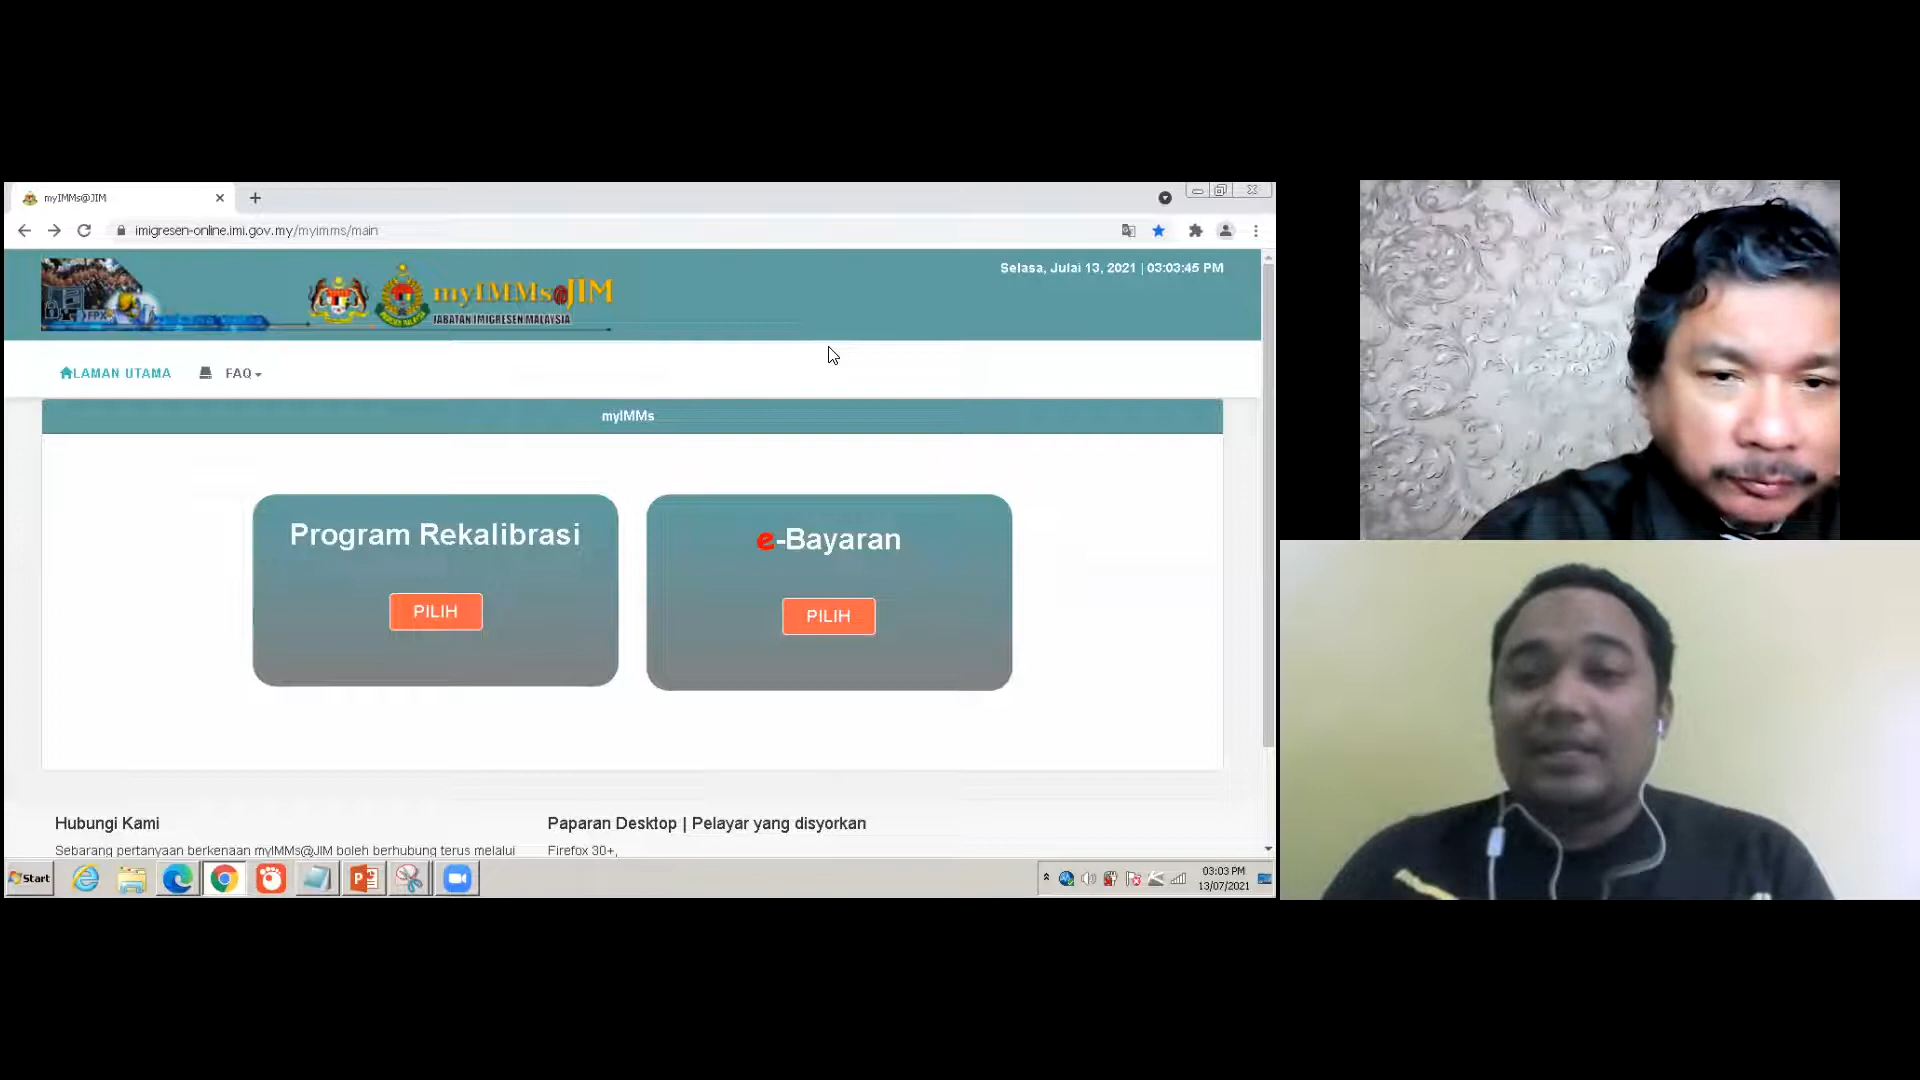 myIMMs@JIM
imigresen-online.imi.gov.my/myimms/main
Selasa, Julai 13, 2021 | 03:03:45 PM
FPX
myIMMs@JIM
JABATAN IMIGRESEN MALAYSIA
LAMAN UTAMA
FAQ
myIMMs
Program Rekalibrasi
e-Bayaran
PILIH
PILIH
Hubungi Kami
Paparan Desktop | Pelayar yang disyorkan
Sebarang pertanyaan berkenaan myIMMs@JIM boleh berhubung terus melalui
Firefox 30+,
Start
03:03 PM
13/07/2021